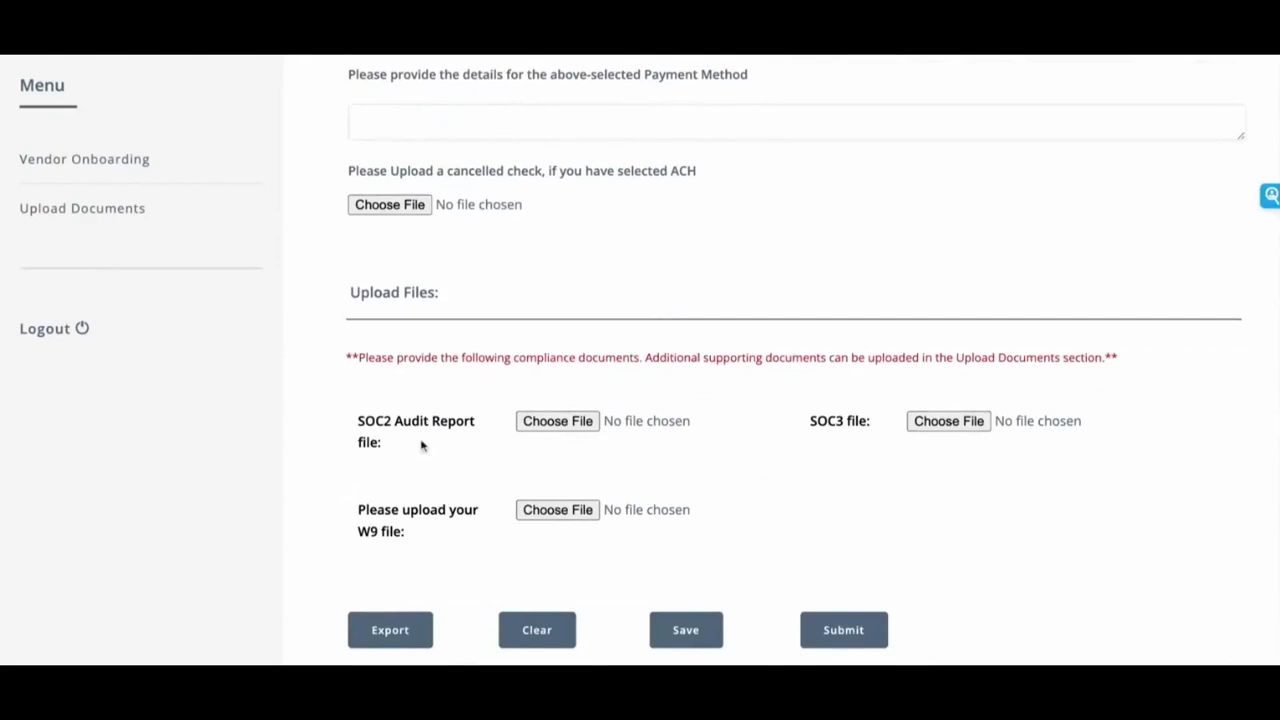 Menu
Vendor Onboarding
Upload Documents
Logout
Please provide the details for the above-selected Payment Method
Please Upload a cancelled check, if you have selected ACH
Choose File No file chosen
Upload Files:
**Please provide the following compliance documents. Additional supporting documents can be uploaded in the Upload Documents section.**
SOC2 Audit Report
file:
Choose File No file chosen
SOC3 file:
Choose File No file chosen
Please upload your
W9 file:
Choose File No file chosen
Export
Clear
Save
Submit